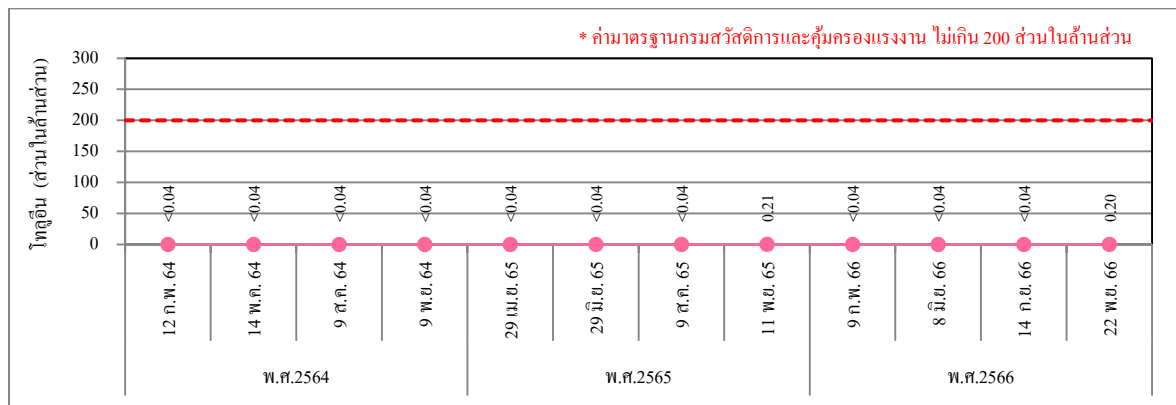 * ค่ามาตรฐานกรมสวัสดิการและคุ้มครองแรงงาน ไม่เกิน 200 ส่วนในล้านส่วน
โทลูอีน (ส่วนในล้านส่วน)
300
250
200
150
100
50
0
<0.04 <0.04 <0.04 <0.04 <0.04 <0.04 <0.04 0.21 <0.04 <0.04 <0.04 0.20
12 ก.พ. 64 14 พ.ค. 64 9 ส.ค. 64 9 พ.ย. 64 29 เม.ย. 65 29 มิ.ย. 65 9 ส.ค. 65 11 พ.ย. 65 9 ก.พ. 66 8 มิ.ย. 66 14 ก.ย. 66 22 พ.ย. 66
พ.ศ.2564 พ.ศ.2565 พ.ศ.2566